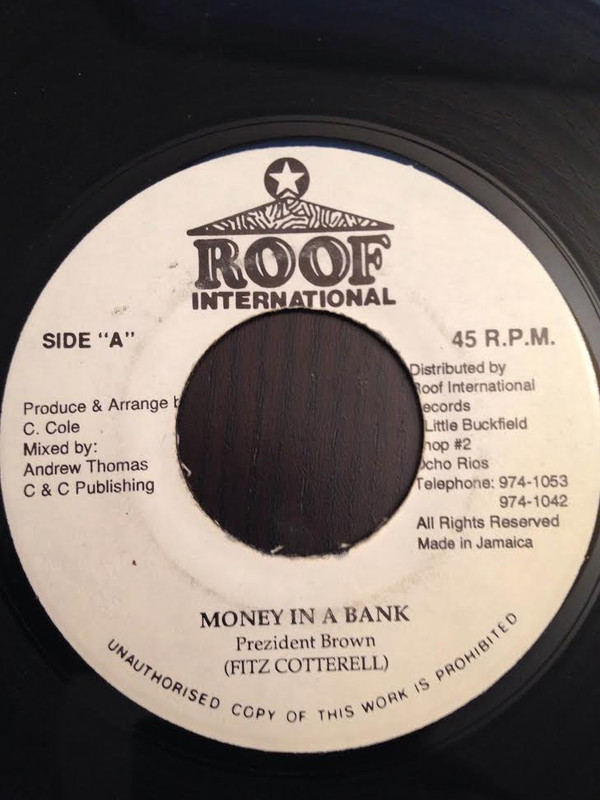 ROOF
INTERNATIONAL
SIDE "A"
45 R.P.M.
Produce & Arrange
C. Cole
Mixed by:
Andrew Thomas
C & C Publishing
Distributed by
Roof International
ecords
Little Buckfield
hop #2
Ocho Rios
Telephone: 974-1053
974-1042
All Rights Reserved
Made in Jamaica
MONEY IN A BANK
Prezident Brown
(FITZ COTTERELL)
UNAUTHORISED COPY OF THIS WORK IS PROHIBITED